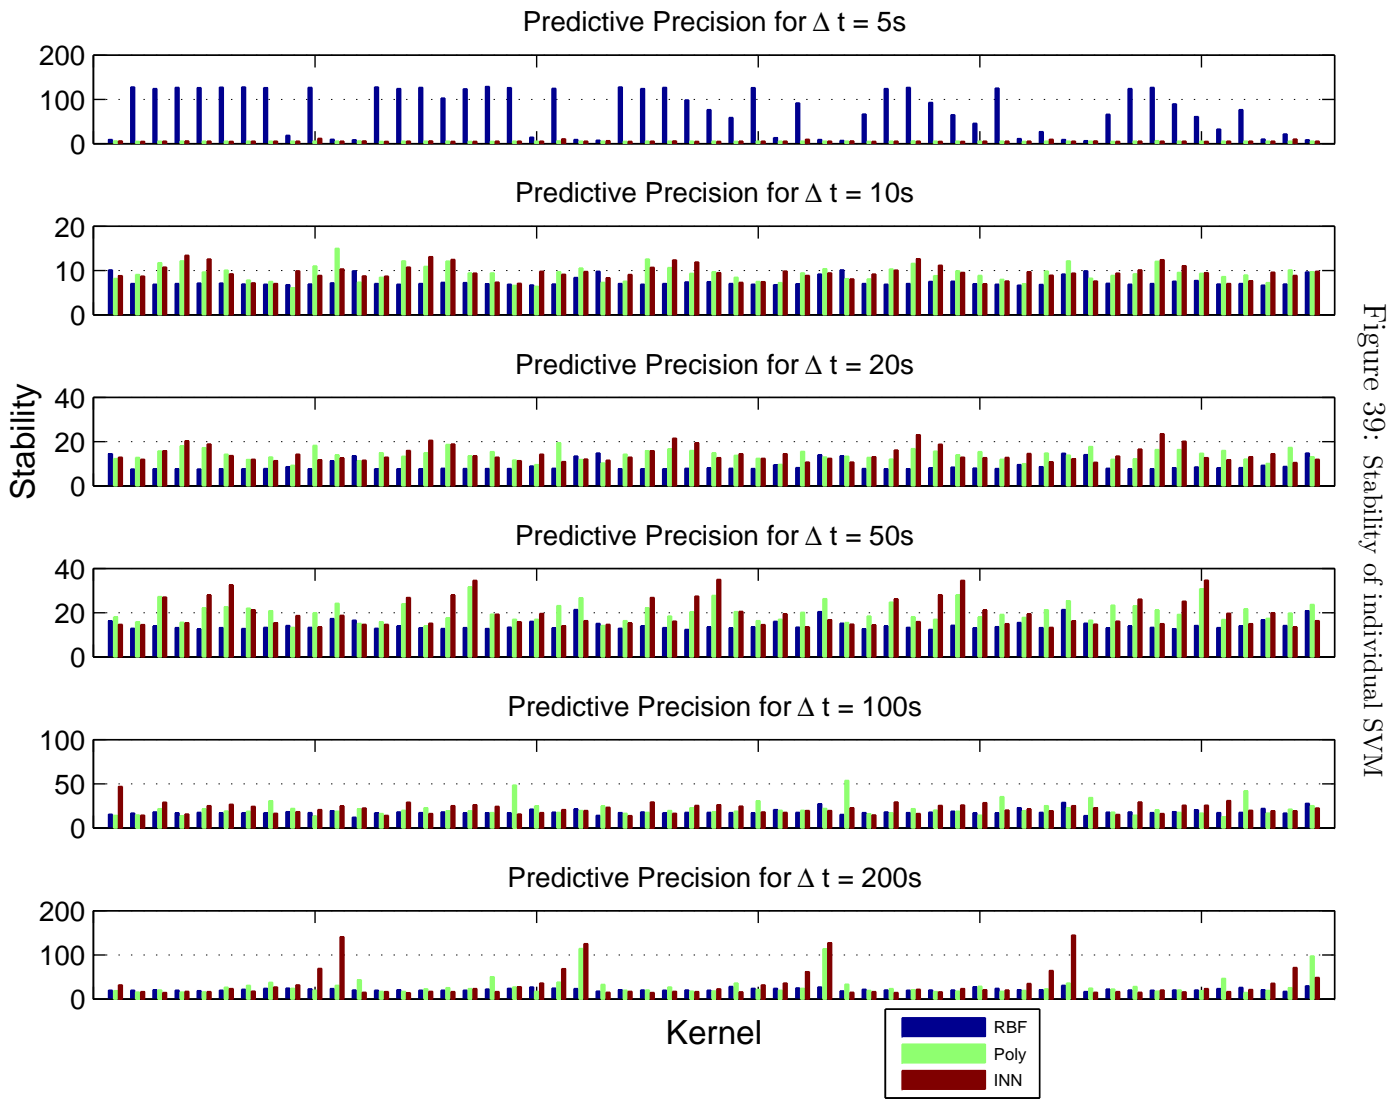 Predictive Precision for Δ t = 5s
200
100
0
Predictive Precision for Δ t = 10s
20
10
0
Predictive Precision for Δ t = 20s
40
20
0
Predictive Precision for Δ t = 50s
40
20
0
Predictive Precision for Δ t = 100s
100
50
0
Predictive Precision for Δ t = 200s
200
100
0
Stability
Kernel
RBF
Poly
INN
Figure 39: Stability of individual SVM